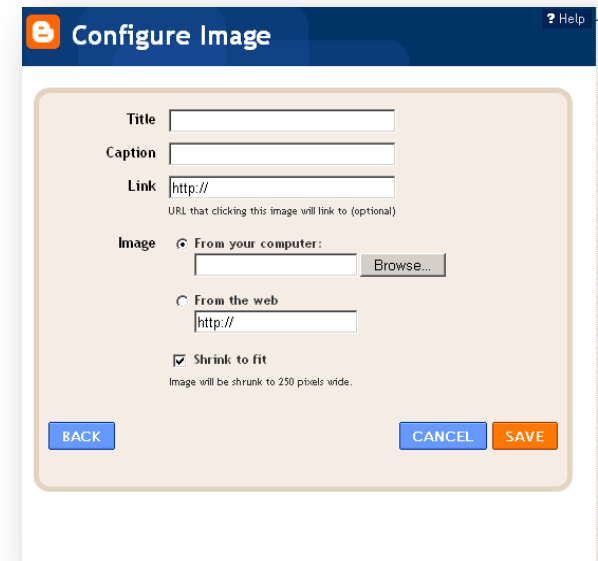 ? Help
Configure Image
Title
Caption
Link http://
URL that clicking this image will link to (optional)
Image From your computer:
Browse...
From the web
http://
Shrink to fit
Image will be shrunk to 250 pixels wide.
BACK CANCEL SAVE